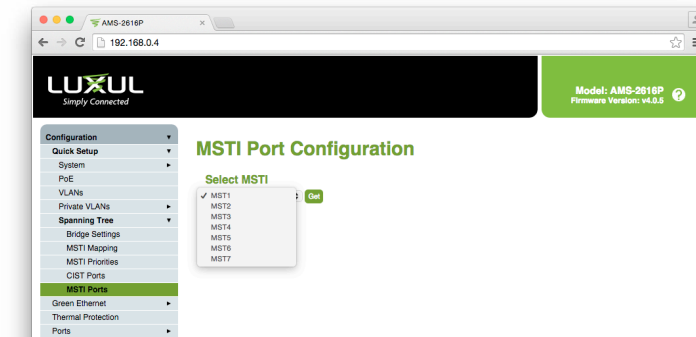 AMS-2616P
192.168.0.4
LUXUL
Simply Connected
Model: AMS-2616P
Firmware Version: v4.0.5
?
Configuration
Quick Setup
System
PoE
VLANs
Private VLANs
Spanning Tree
Bridge Settings
MSTI Mapping
MSTI Priorities
CIST Ports
MSTI Ports
Green Ethernet
Thermal Protection
Ports
MSTI Port Configuration
Select MSTI
✓ MST1
MST2
MST3
MST4
MST5
MST6
MST7
Get